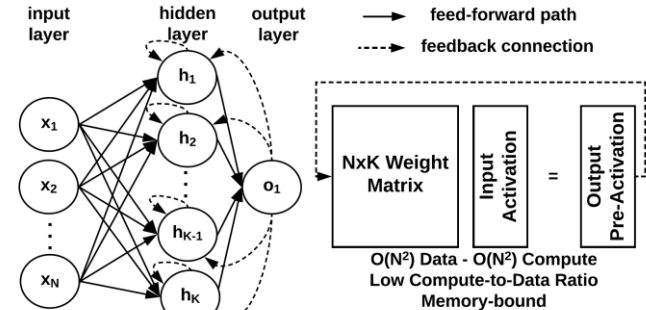 input
layer
hidden
layer
output
layer
feed-forward path
feedback connection
x1
x2
xN
h1
h2
hK-1
hK
o1
NxK Weight
Matrix
Input
Activation
=
Output
Pre-Activation
O(N²) Data - O(N²) Compute
Low Compute-to-Data Ratio
Memory-bound